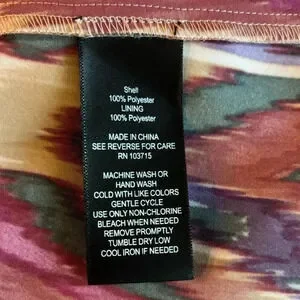 Shell
100% Polyester
LINING
100% Polyester
MADE IN CHINA
SEE REVERSE FOR CARE
RN 103715
MACHINE WASH OR
HAND WASH
COLD WITH LIKE COLORS
GENTLE CYCLE
USE ONLY NON-CHLORINE
BLEACH WHEN NEEDED
REMOVE PROMPTLY
TUMBLE DRY LOW
COOL IRON IF NEEDED